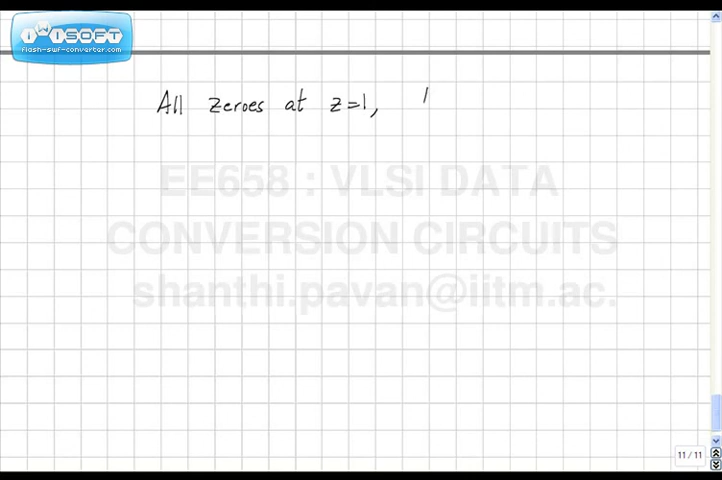 iWiSOFT
flash-swf-converter.com
All zeroes at z=1,
EE658 : VLSI DATA
CONVERSION CIRCUITS
shanthi.pavan@iitm.ac.
11 / 11